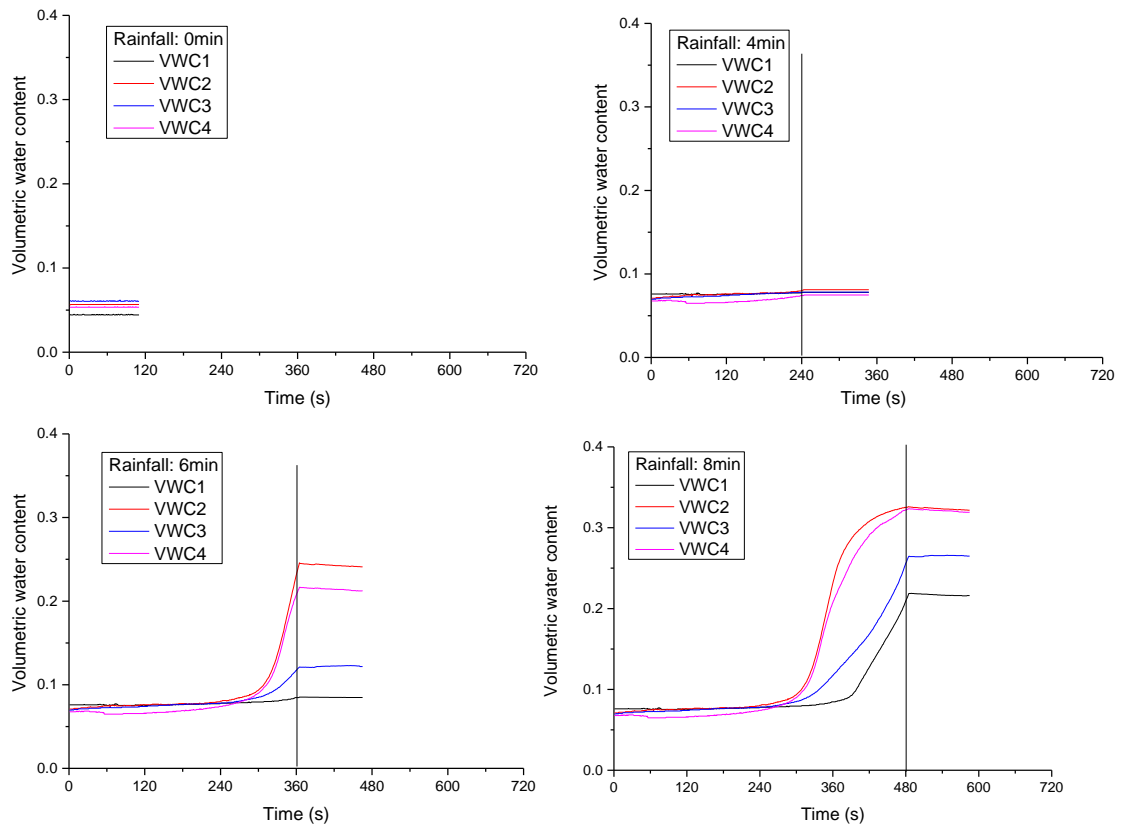 Rainfall: 0min
VWC1
VWC2
VWC3
VWC4
Volumetric water content
0.4
0.3
0.2
0.1
0.0
0 120 240 360 480 600 720
Time (s)
Rainfall: 4min
VWC1
VWC2
VWC3
VWC4
Volumetric water content
0.4
0.3
0.2
0.1
0.0
0 120 240 360 480 600 720
Time (s)
Rainfall: 6min
VWC1
VWC2
VWC3
VWC4
Volumetric water content
0.4
0.3
0.2
0.1
0.0
0 120 240 360 480 600 720
Time (s)
Rainfall: 8min
VWC1
VWC2
VWC3
VWC4
Volumetric water content
0.4
0.3
0.2
0.1
0.0
0 120 240 360 480 600 720
Time (s)